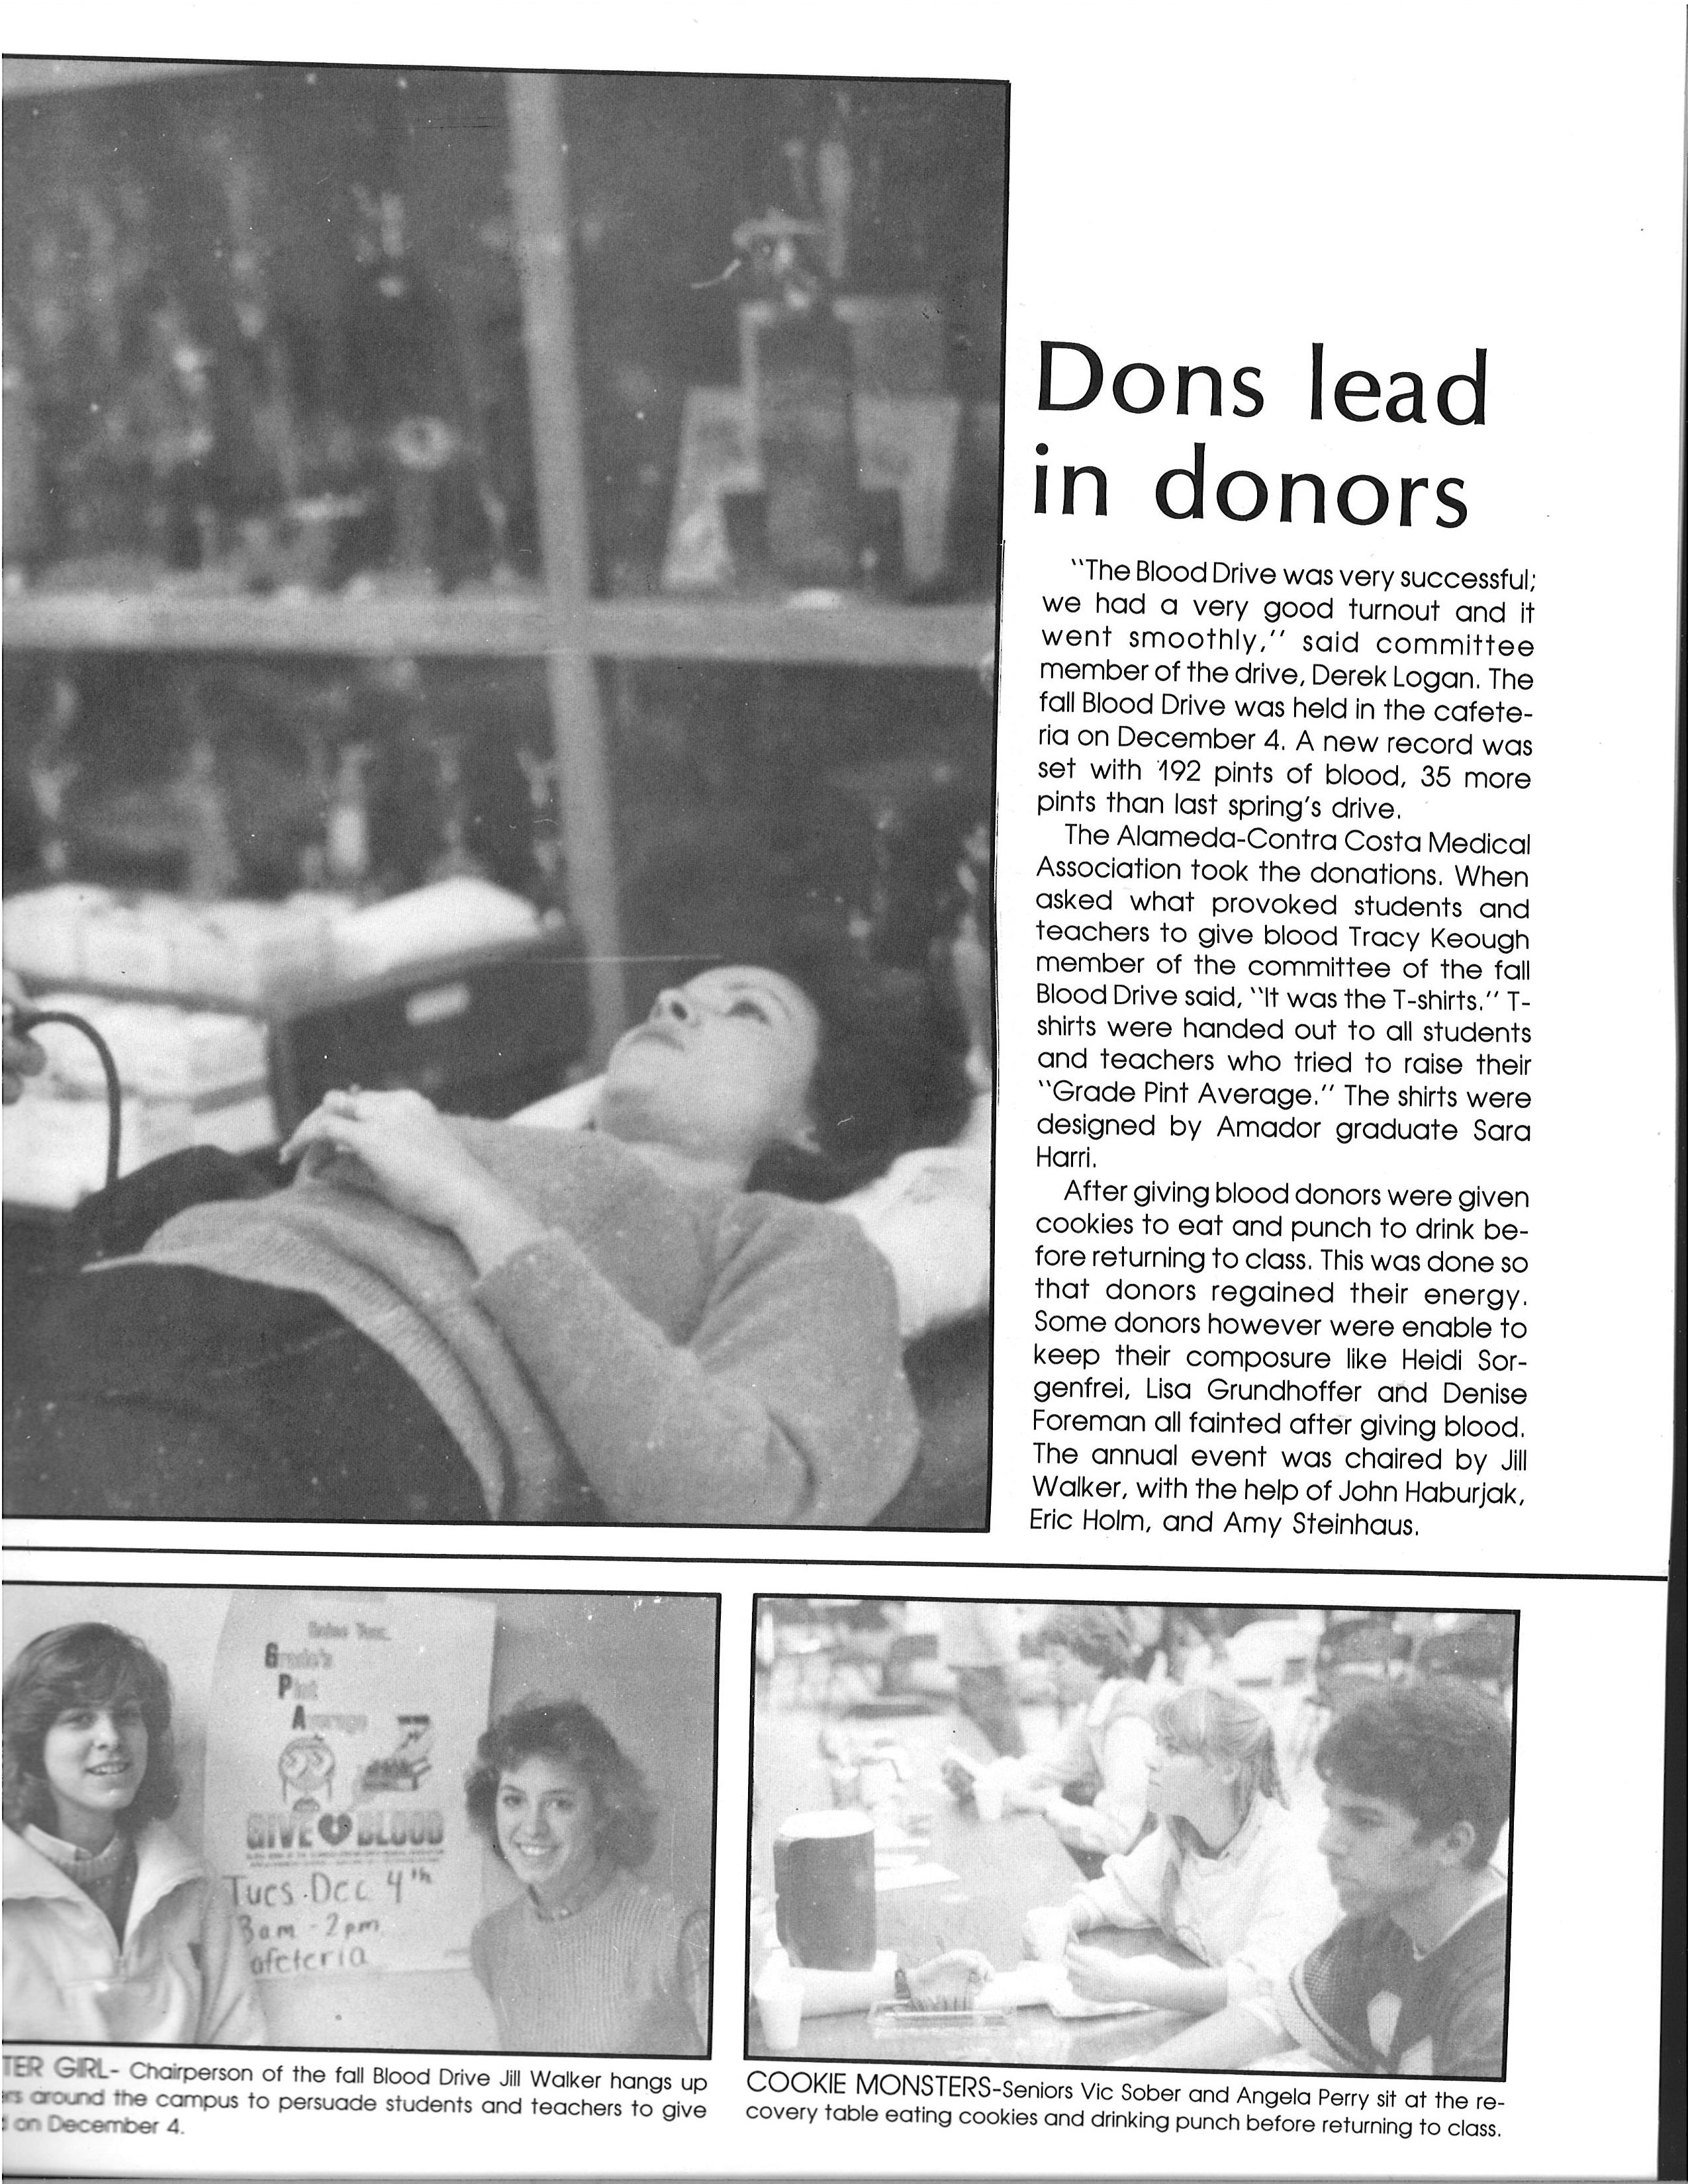 Dons lead
in donors
"The Blood Drive was very successful;
we had a very good turnout and it
went smoothly," said committee
member of the drive, Derek Logan. The
fall Blood Drive was held in the cafete-
ria on December 4. A new record was
set with 192 pints of blood, 35 more
pints than last spring's drive.
The Alameda-Contra Costa Medical
Association took the donations. When
asked what provoked students and
teachers to give blood Tracy Keough
member of the committee of the fall
Blood Drive said, "It was the T-shirts." T-
shirts were handed out to all students
and teachers who tried to raise their
"Grade Pint Average." The shirts were
designed by Amador graduate Sara
Harri.
After giving blood donors were given
cookies to eat and punch to drink be-
fore returning to class. This was done so
that donors regained their energy.
Some donors however were enable to
keep their composure like Heidi Sor-
genfrei, Lisa Grundhoffer and Denise
Foreman all fainted after giving blood.
The annual event was chaired by Jill
Walker, with the help of John Haburjak,
Eric Holm, and Amy Steinhaus.
Pint
Average
GIVE BLOOD
Tues. Dec 4th
8am - 2pm
afeteria
TER GIRL- Chairperson of the fall Blood Drive Jill Walker hangs up
rs around the campus to persuade students and teachers to give
d on December 4.
COOKIE MONSTERS-Seniors Vic Sober and Angela Perry sit at the re-
covery table eating cookies and drinking punch before returning to class.